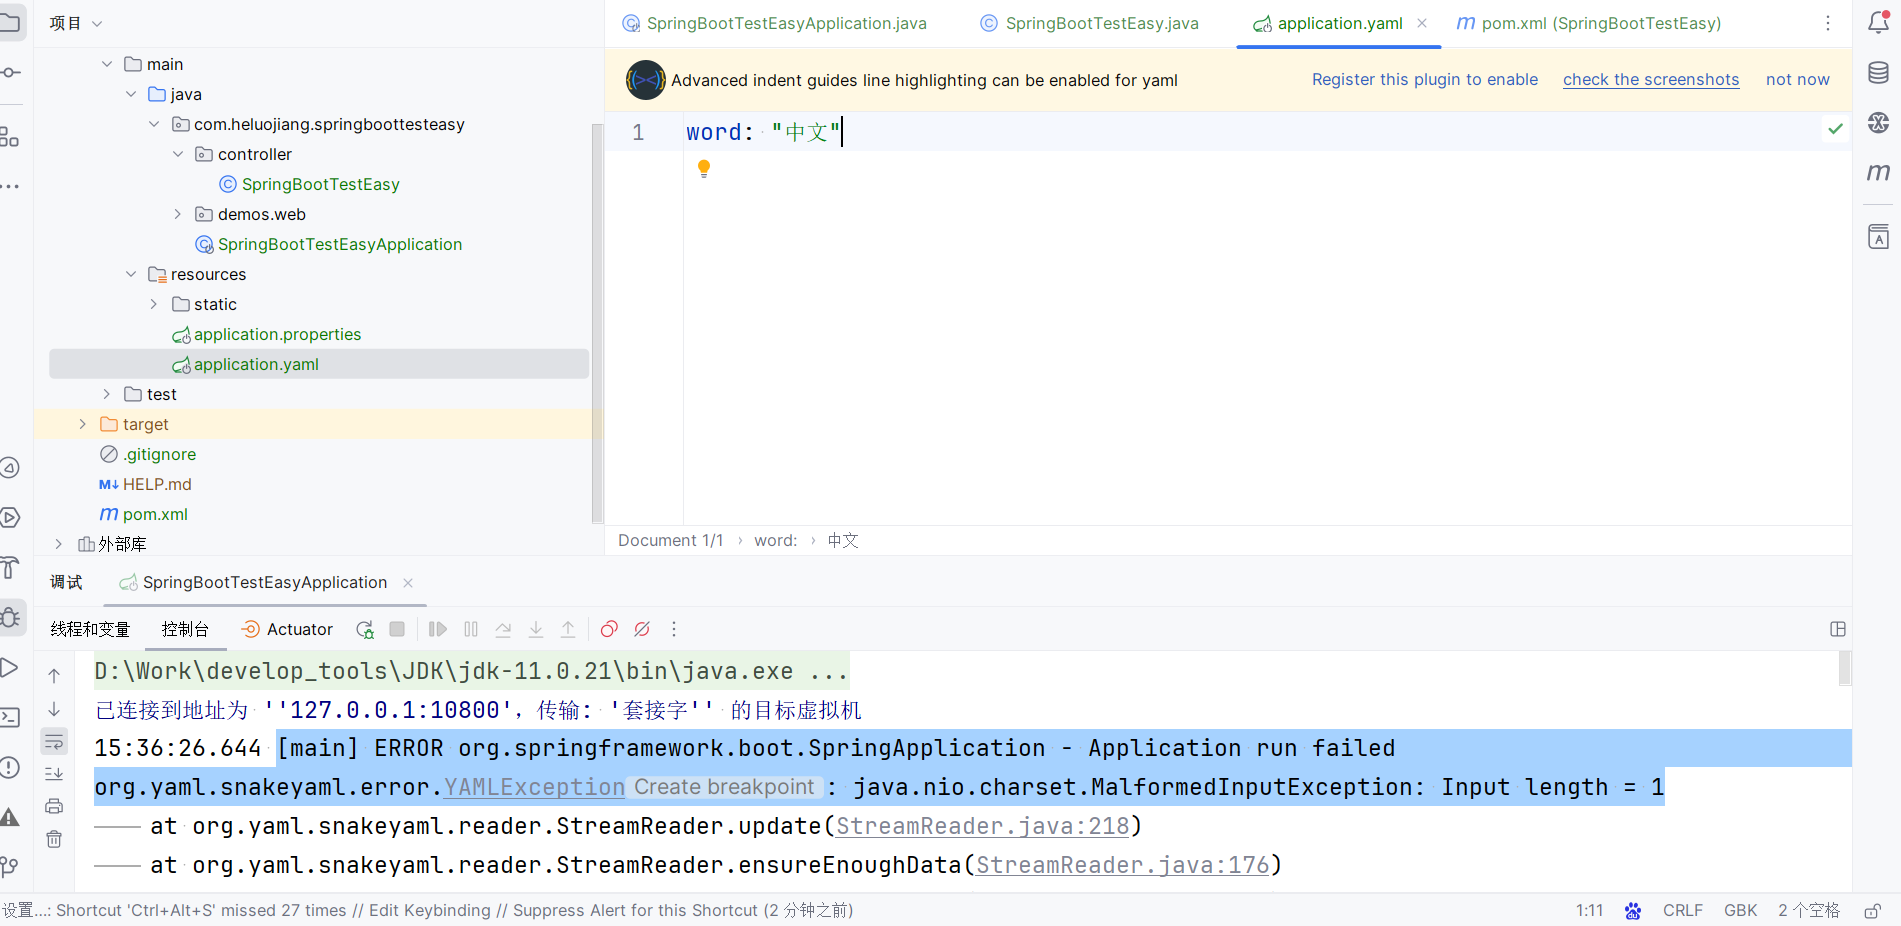 项目
SpringBootTestEasyApplication.java
SpringBootTestEasy.java
application.yaml
pom.xml (SpringBootTestEasy)
main
java
com.heluojiang.springboottesteasy
controller
SpringBootTestEasy
demos.web
SpringBootTestEasyApplication
resources
static
application.properties
application.yaml
test
target
.gitignore
HELP.md
pom.xml
外部库
Advanced indent guides line highlighting can be enabled for yaml
Register this plugin to enable
check the screenshots
not now
1
word: "中文"
Document 1/1 › word: › 中文
调试
SpringBootTestEasyApplication
线程和变量
控制台
Actuator
D:\Work\develop_tools\JDK\jdk-11.0.21\bin\java.exe ...
已连接到地址为 ''127.0.0.1:10800'，传输: '套接字'' 的目标虚拟机
15:36:26.644 [main] ERROR org.springframework.boot.SpringApplication - Application run failed
org.yaml.snakeyaml.error.YAMLException Create breakpoint : java.nio.charset.MalformedInputException: Input length = 1
at org.yaml.snakeyaml.reader.StreamReader.update(StreamReader.java:218)
at org.yaml.snakeyaml.reader.StreamReader.ensureEnoughData(StreamReader.java:176)
设置...: Shortcut 'Ctrl+Alt+S' missed 27 times // Edit Keybinding // Suppress Alert for this Shortcut (2 分钟之前)
1:11
CRLF
GBK
2 个空格